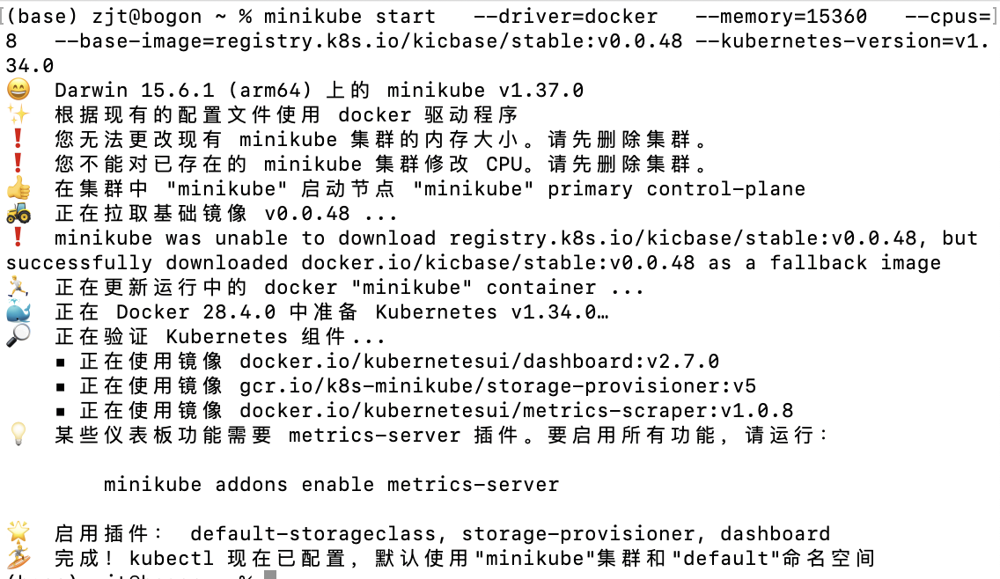 (base) zjt@bogon ~ % minikube start   --driver=docker   --memory=15360   --cpus=
8   --base-image=registry.k8s.io/kicbase/stable:v0.0.48 --kubernetes-version=v1.
34.0
😄  Darwin 15.6.1 (arm64) 上的 minikube v1.37.0
✨  根据现有的配置文件使用 docker 驱动程序
❗  您无法更改现有 minikube 集群的内存大小。请先删除集群。
❗  您不能对已存在的 minikube 集群修改 CPU。请先删除集群。
👍  在集群中 "minikube" 启动节点 "minikube" primary control-plane
🚜  正在拉取基础镜像 v0.0.48 ...
❗  minikube was unable to download registry.k8s.io/kicbase/stable:v0.0.48, but
successfully downloaded docker.io/kicbase/stable:v0.0.48 as a fallback image
🏃  正在更新运行中的 docker "minikube" container ...
🐳  正在 Docker 28.4.0 中准备 Kubernetes v1.34.0…
🔎  正在验证 Kubernetes 组件...
    ▪ 正在使用镜像 docker.io/kubernetesui/dashboard:v2.7.0
    ▪ 正在使用镜像 gcr.io/k8s-minikube/storage-provisioner:v5
    ▪ 正在使用镜像 docker.io/kubernetesui/metrics-scraper:v1.0.8
💡  某些仪表板功能需要 metrics-server 插件。要启用所有功能，请运行：
        minikube addons enable metrics-server
🌟  启用插件： default-storageclass, storage-provisioner, dashboard
🏄  完成！kubectl 现在已配置，默认使用"minikube"集群和"default"命名空间